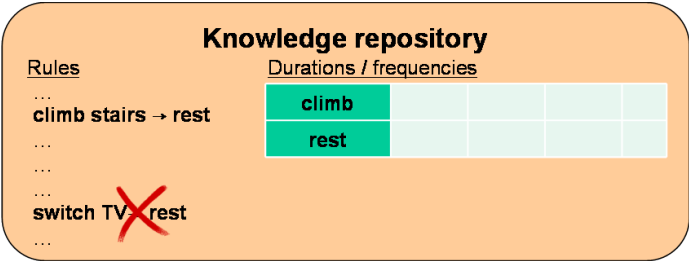 Knowledge repository
Rules
…
climb stairs → rest
…
…
…
switch TV → rest
…
Durations / frequencies
climb
rest